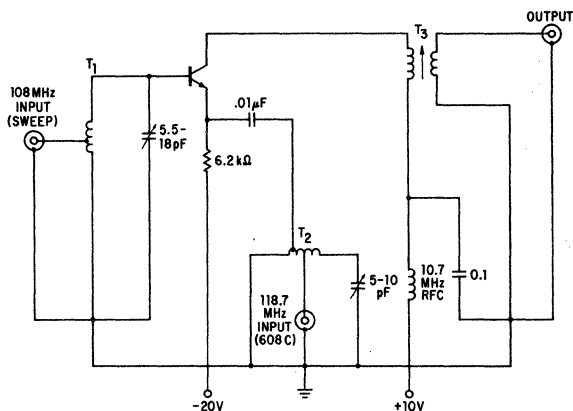 OUTPUT
T3
T1
108 MHz
INPUT
(SWEEP)
.01μF
5.5-
18pF
6.2kΩ
T2
5-10
pF
10.7
MHz
RFC
0.1
118.7
MHz
INPUT
(608C)
-20V
+10V